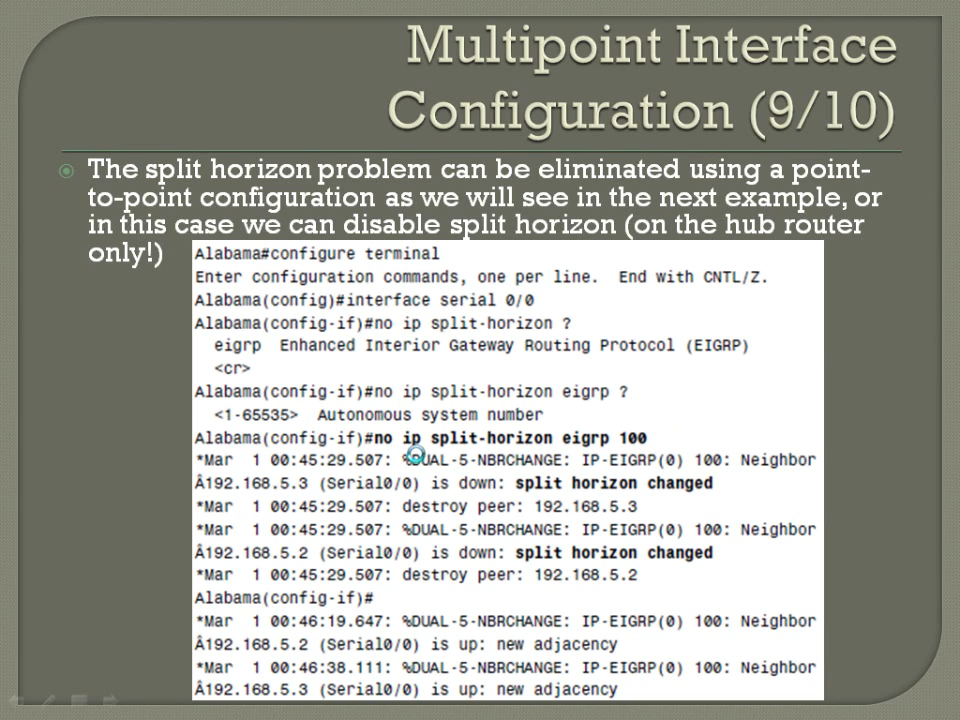 Multipoint Interface
Configuration (9/10)
The split horizon problem can be eliminated using a point-
to-point configuration as we will see in the next example, or
in this case we can disable split horizon (on the hub router
only!)
Alabama#configure terminal
Enter configuration commands, one per line.  End with CNTL/Z.
Alabama(config)#interface serial 0/0
Alabama(config-if)#no ip split-horizon ?
  eigrp  Enhanced Interior Gateway Routing Protocol (EIGRP)
  <cr>
Alabama(config-if)#no ip split-horizon eigrp ?
  <1-65535>  Autonomous system number
Alabama(config-if)#no ip split-horizon eigrp 100
*Mar  1 00:45:29.507: %DUAL-5-NBRCHANGE: IP-EIGRP(0) 100: Neighbor
Â192.168.5.3 (Serial0/0) is down: split horizon changed
*Mar  1 00:45:29.507: destroy peer: 192.168.5.3
*Mar  1 00:45:29.507: %DUAL-5-NBRCHANGE: IP-EIGRP(0) 100: Neighbor
Â192.168.5.2 (Serial0/0) is down: split horizon changed
*Mar  1 00:45:29.507: destroy peer: 192.168.5.2
Alabama(config-if)#
*Mar  1 00:46:19.647: %DUAL-5-NBRCHANGE: IP-EIGRP(0) 100: Neighbor
Â192.168.5.2 (Serial0/0) is up: new adjacency
*Mar  1 00:46:38.111: %DUAL-5-NBRCHANGE: IP-EIGRP(0) 100: Neighbor
Â192.168.5.3 (Serial0/0) is up: new adjacency